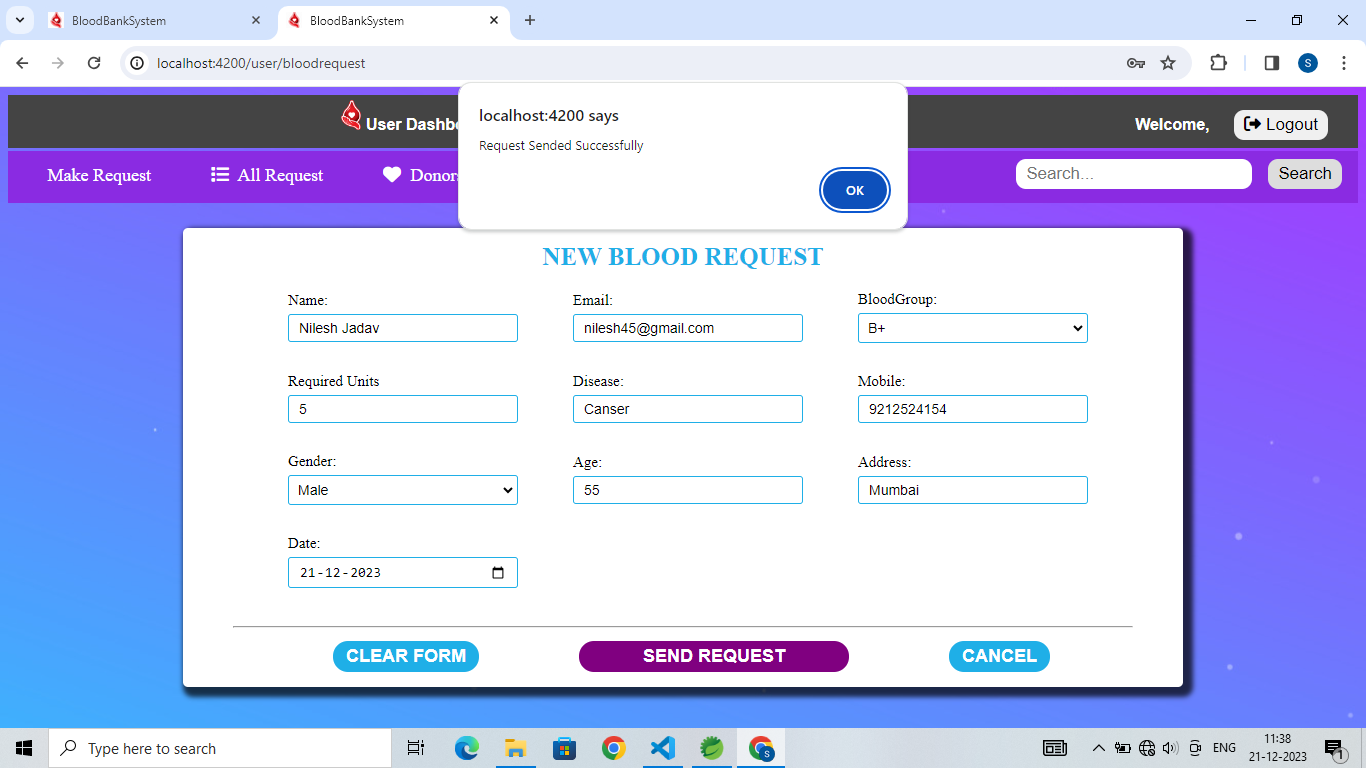 BloodBankSystem
BloodBankSystem
localhost:4200/user/bloodrequest
S
localhost:4200 says
Request Sended Successfully
OK
User Dashbo
Welcome,
Logout
Make Request
All Request
Donor
Search...
Search
NEW BLOOD REQUEST
Name:
Email:
BloodGroup:
Nilesh Jadav
nilesh45@gmail.com
B+
Required Units
Disease:
Mobile:
5
Canser
9212524154
Gender:
Age:
Address:
Male
55
Mumbai
Date:
21-12-2023
CLEAR FORM
SEND REQUEST
CANCEL
Type here to search
S
ENG
11:38
21-12-2023
1